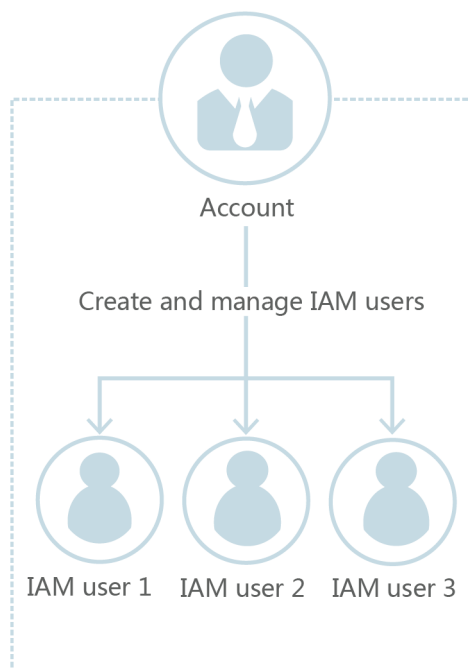 Account
Create and manage IAM users
IAM user 1
IAM user 2
IAM user 3